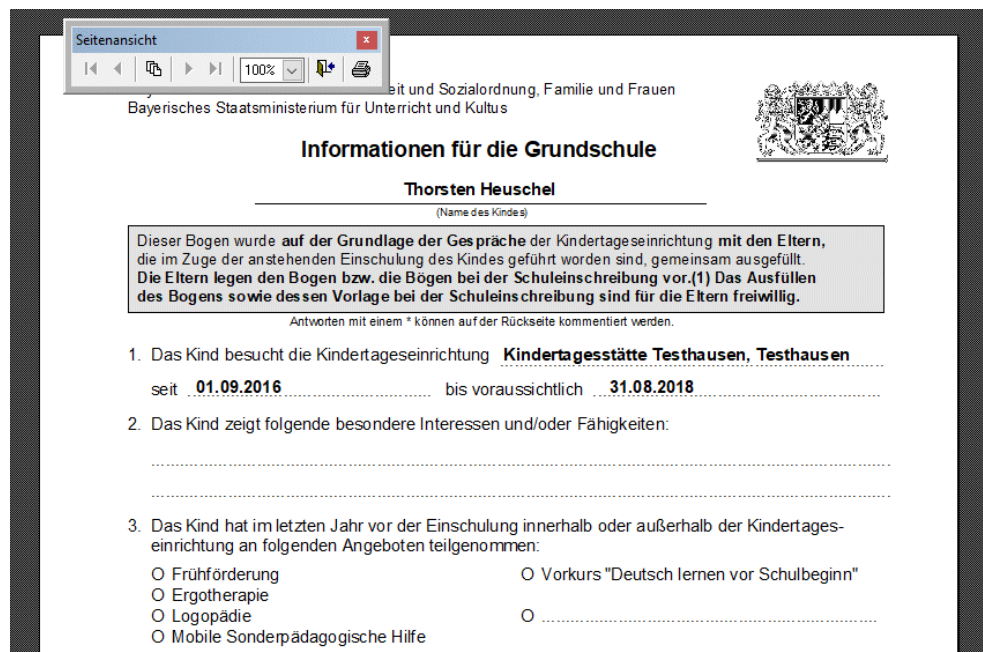 Seitenansicht
100%
eit und Sozialordnung, Familie und Frauen
Bayerisches Staatsministerium für Unterricht und Kultus
Informationen für die Grundschule
Thorsten Heuschel
(Name des Kindes)
Dieser Bogen wurde auf der Grundlage der Gespräche der Kindertageseinrichtung mit den Eltern,
die im Zuge der anstehenden Einschulung des Kindes geführt worden sind, gemeinsam ausgefüllt.
Die Eltern legen den Bogen bzw. die Bögen bei der Schuleinschreibung vor.(1) Das Ausfüllen
des Bogens sowie dessen Vorlage bei der Schuleinschreibung sind für die Eltern freiwillig.
Antworten mit einem * können auf der Rückseite kommentiert werden.
1. Das Kind besucht die Kindertageseinrichtung Kindertagesstätte Testhausen, Testhausen
seit 01.09.2016 bis voraussichtlich 31.08.2018
2. Das Kind zeigt folgende besondere Interessen und/oder Fähigkeiten:
3. Das Kind hat im letzten Jahr vor der Einschulung innerhalb oder außerhalb der Kindertages-
einrichtung an folgenden Angeboten teilgenommen:
O Frühförderung O Vorkurs "Deutsch lernen vor Schulbeginn"
O Ergotherapie
O Logopädie O
O Mobile Sonderpädagogische Hilfe